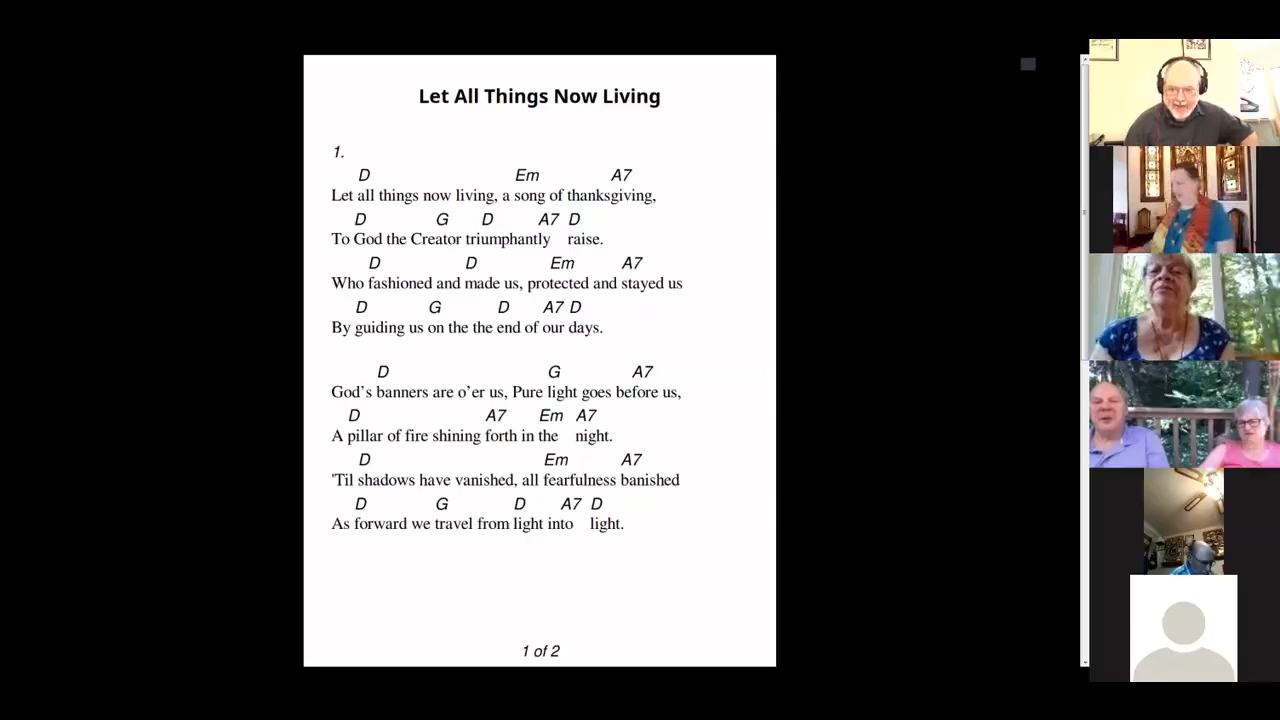 Let All Things Now Living
1.
D Em A7
Let all things now living, a song of thanksgiving,
D G D A7 D
To God the Creator triumphantly raise.
D D Em A7
Who fashioned and made us, protected and stayed us
D G D A7 D
By guiding us on the the end of our days.
D G A7
God's banners are o'er us, Pure light goes before us,
D A7 Em A7
A pillar of fire shining forth in the night.
D Em A7
'Til shadows have vanished, all fearfulness banished
D G D A7 D
As forward we travel from light into light.
1 of 2